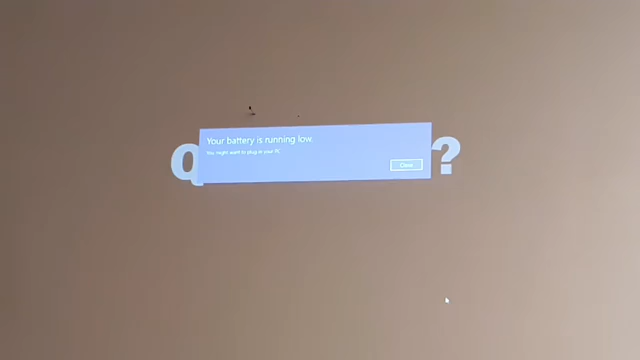 Your battery is running low.
You might want to plug in your PC.
Q ?
Close